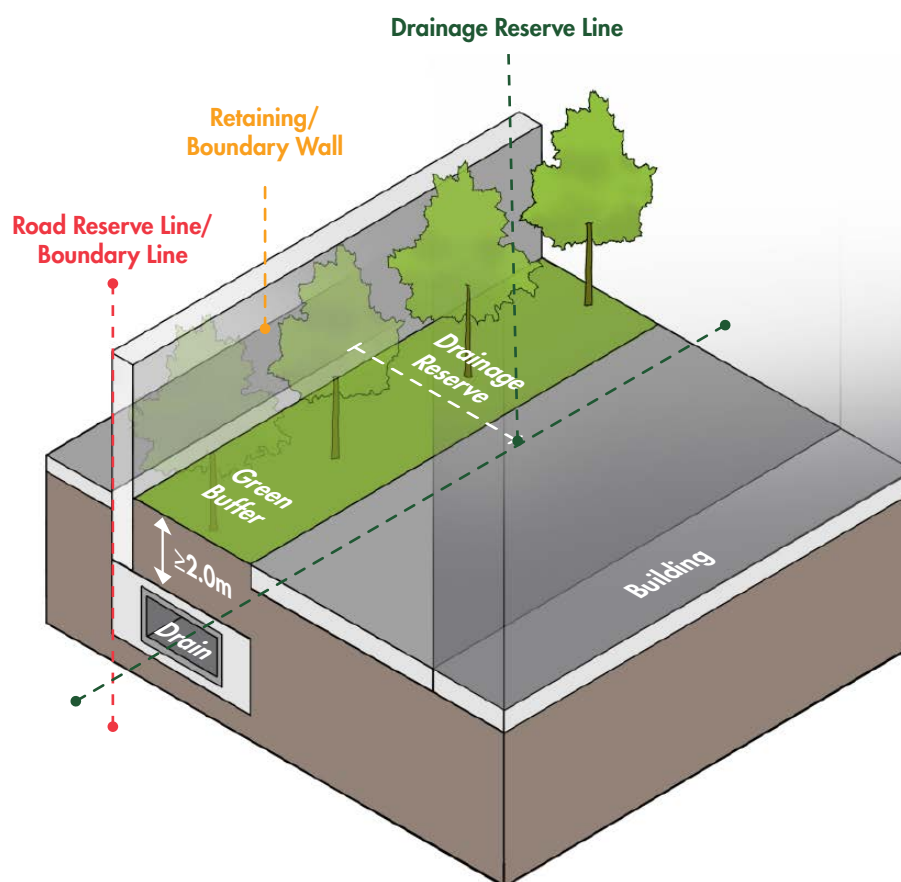 Drainage Reserve Line
Retaining/
Boundary Wall
Road Reserve Line/
Boundary Line
Drainage
Reserve
Green
Buffer
≥2.0m
Building
Drain